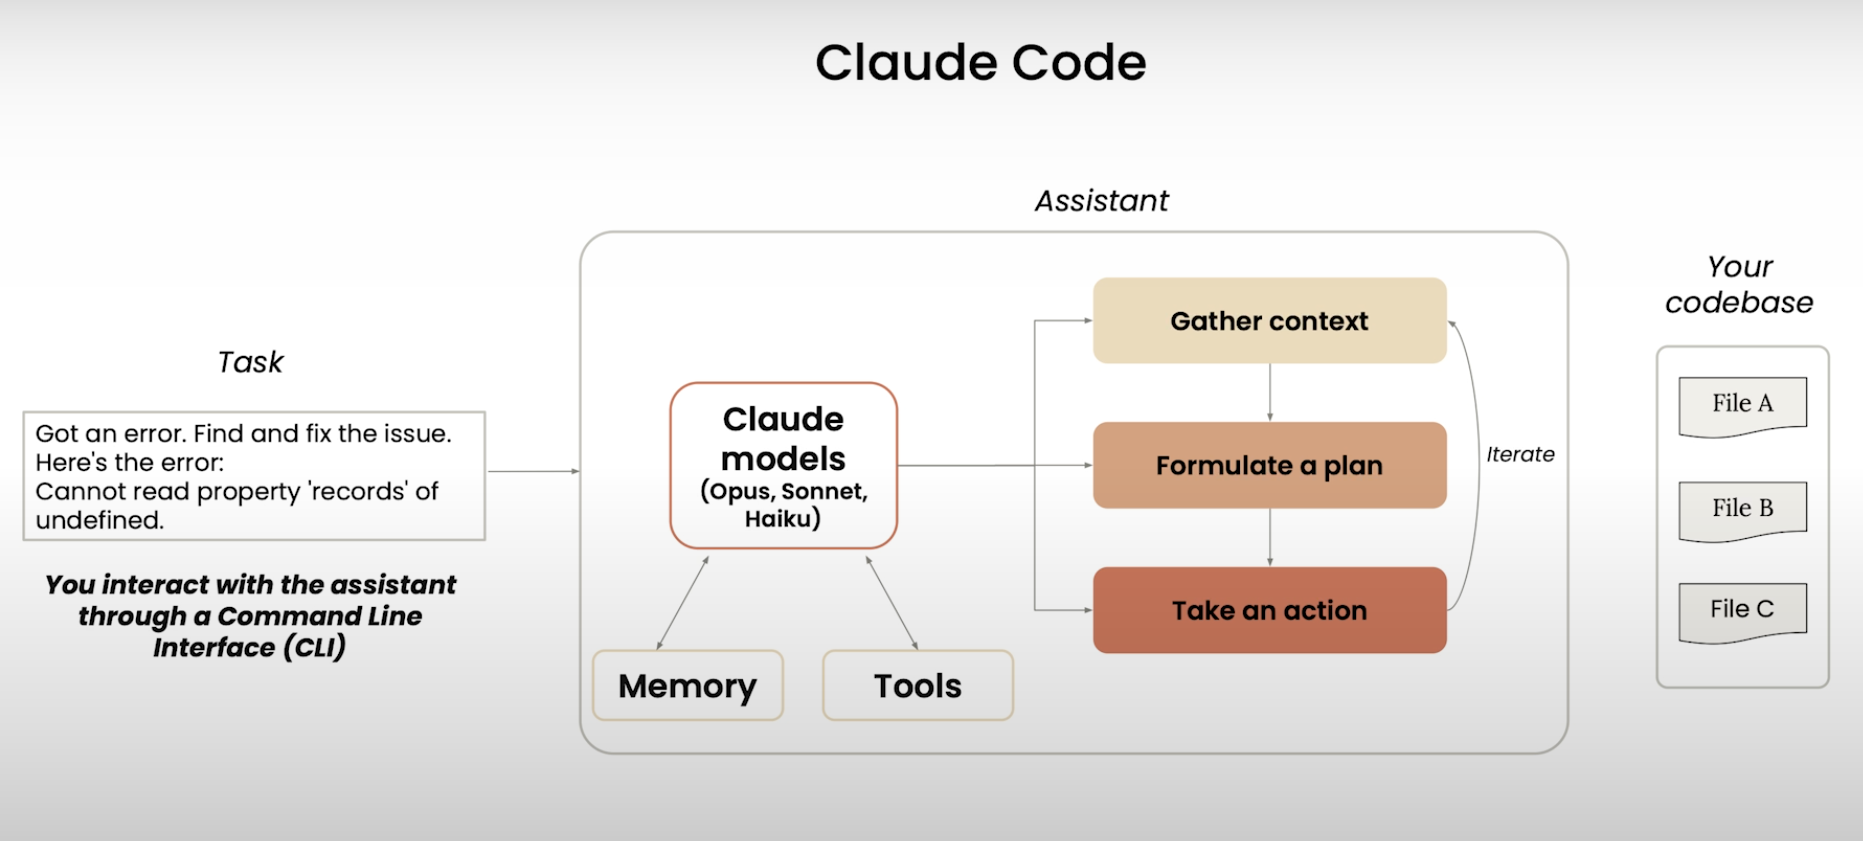 Claude Code
Assistant
Your
codebase
Task
Got an error. Find and fix the issue.
Here's the error:
Cannot read property 'records' of
undefined.
You interact with the assistant
through a Command Line
Interface (CLI)
Claude
models
(Opus, Sonnet,
Haiku)
Memory
Tools
Gather context
Formulate a plan
Take an action
Iterate
File A
File B
File C